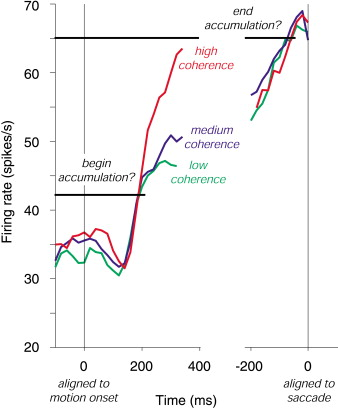 end
accumulation?
70
60
50
40
30
20
Firing rate (spikes/s)
high
coherence
medium
coherence
low
coherence
begin
accumulation?
0
200
400
-200
0
aligned to
motion onset
Time (ms)
aligned to
saccade